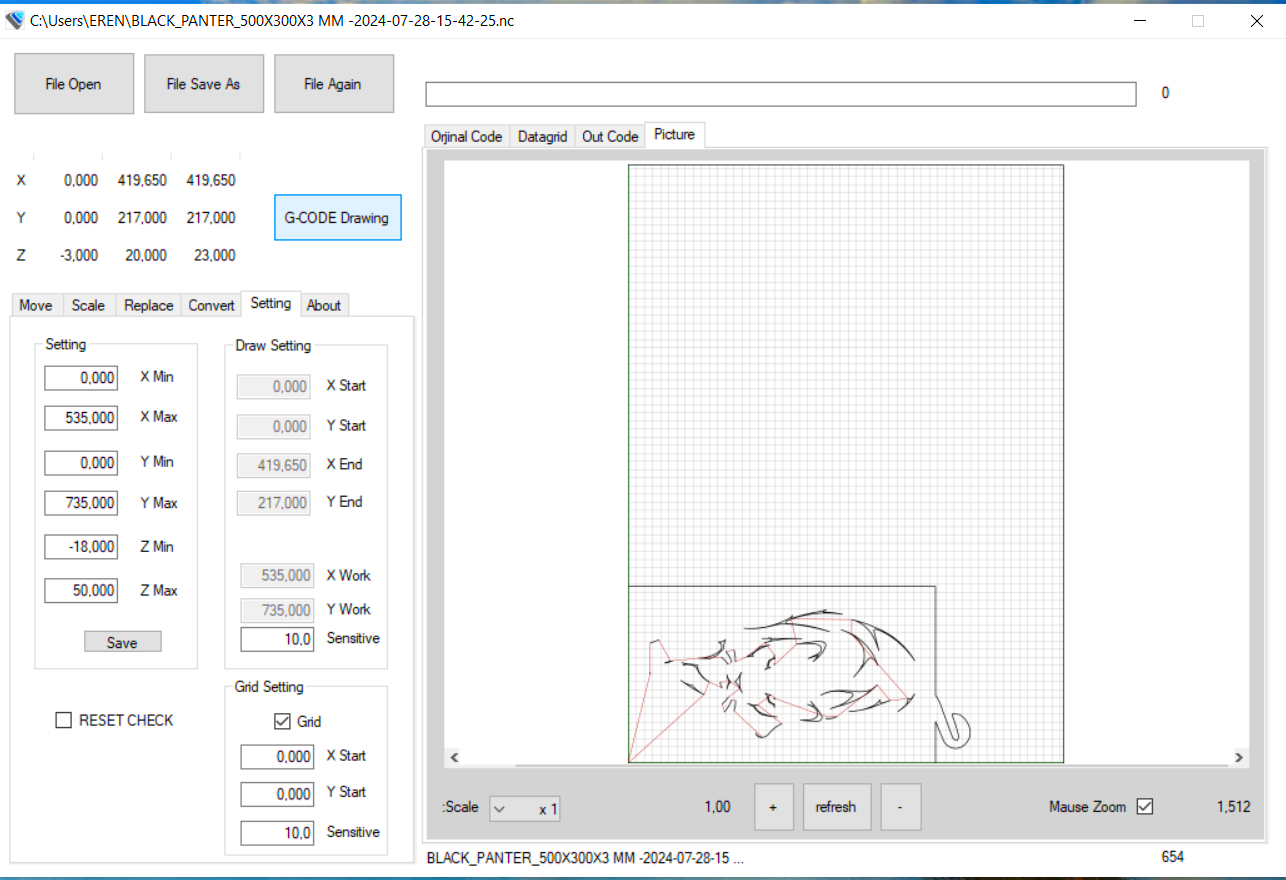 C:\Users\EREN\BLACK_PANTER_500X300X3 MM -2024-07-28-15-42-25.nc
File Open File Save As File Again
0
Orjinal Code Datagrid Out Code Picture
X 0,000 419,650 419,650
Y 0,000 217,000 217,000
Z -3,000 20,000 23,000
G-CODE Drawing
Move Scale Replace Convert Setting About
Setting
0,000 X Min
535,000 X Max
0,000 Y Min
735,000 Y Max
-18,000 Z Min
50,000 Z Max
Save
RESET CHECK
Draw Setting
0,000 X Start
0,000 Y Start
419,650 X End
217,000 Y End
535,000 X Work
735,000 Y Work
10,0 Sensitive
Grid Setting
Grid
0,000 X Start
0,000 Y Start
10,0 Sensitive
:Scale x 1 1,00 + refresh - Mause Zoom 1,512
BLACK_PANTER_500X300X3 MM -2024-07-28-15 ... 654